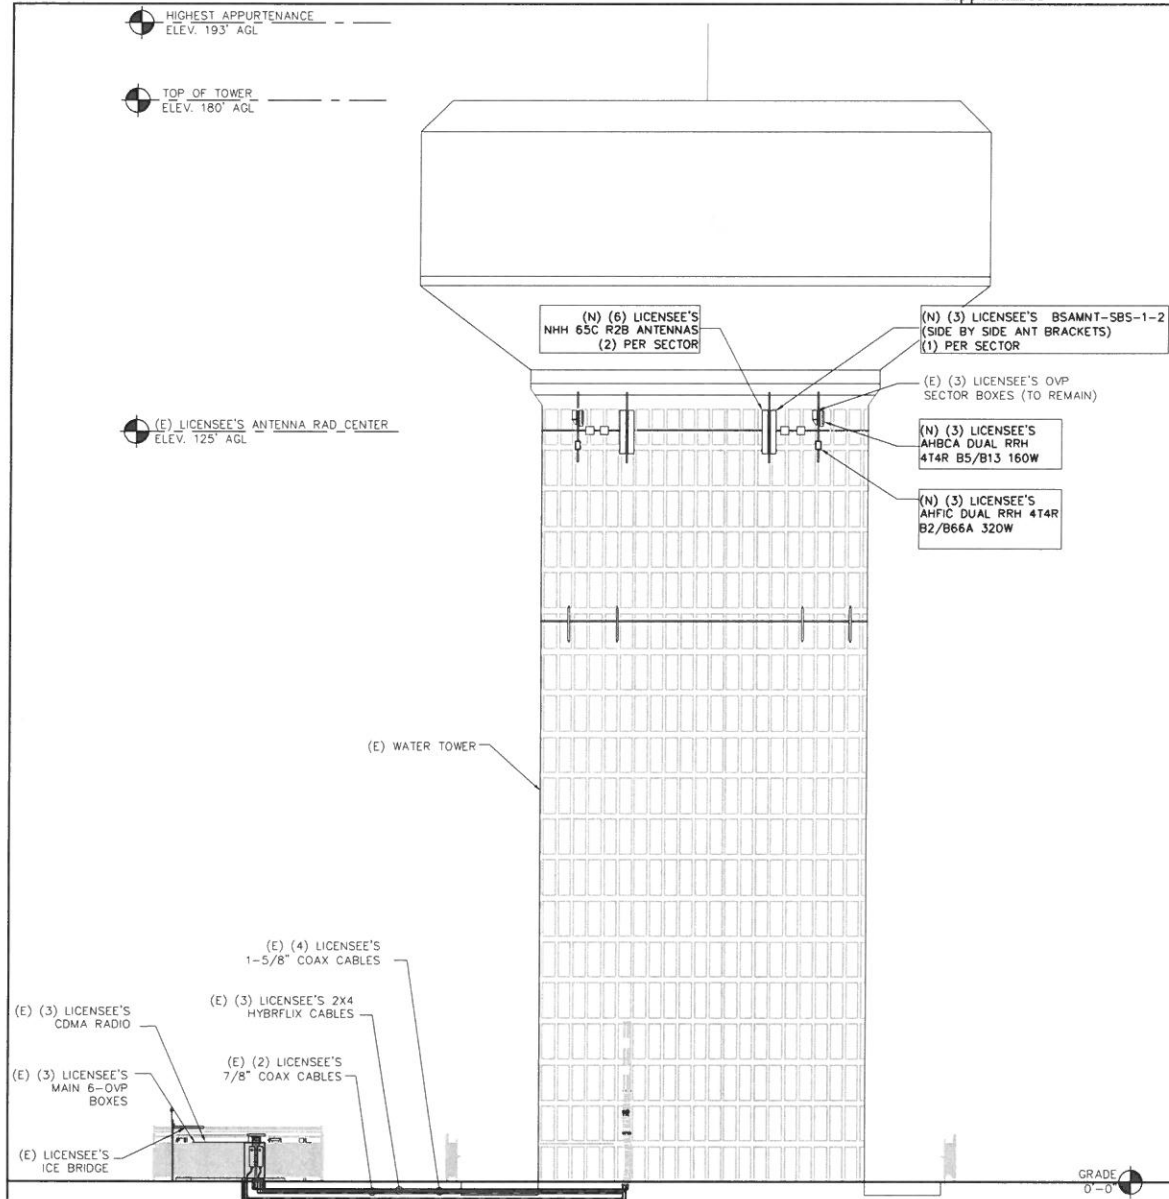 HIGHEST APPURTENANCE
ELEV. 193' AGL
TOP OF TOWER
ELEV. 180' AGL
(N) (6) LICENSEE'S
NHH 65C R2B ANTENNAS
(2) PER SECTOR
(N) (3) LICENSEE'S BSAMNT-SBS-1-2
(SIDE BY SIDE ANT BRACKETS)
(1) PER SECTOR
(E) (3) LICENSEE'S OVP
SECTOR BOXES (TO REMAIN)
(E) LICENSEE'S ANTENNA RAD CENTER
ELEV. 125' AGL
(N) (3) LICENSEE'S
AHBCA DUAL RRH
4T4R B5/B13 160W
(N) (3) LICENSEE'S
AHFIC DUAL RRH 4T4R
B2/B66A 320W
(E) WATER TOWER
(E) (4) LICENSEE'S
1-5/8" COAX CABLES
(E) (3) LICENSEE'S 2X4
HYBRFLIX CABLES
(E) (3) LICENSEE'S
CDMA RADIO
(E) (2) LICENSEE'S
7/8" COAX CABLES
(E) (3) LICENSEE'S
MAIN 6-OVP
BOXES
(E) LICENSEE'S
ICE BRIDGE
GRADE
0'-0"